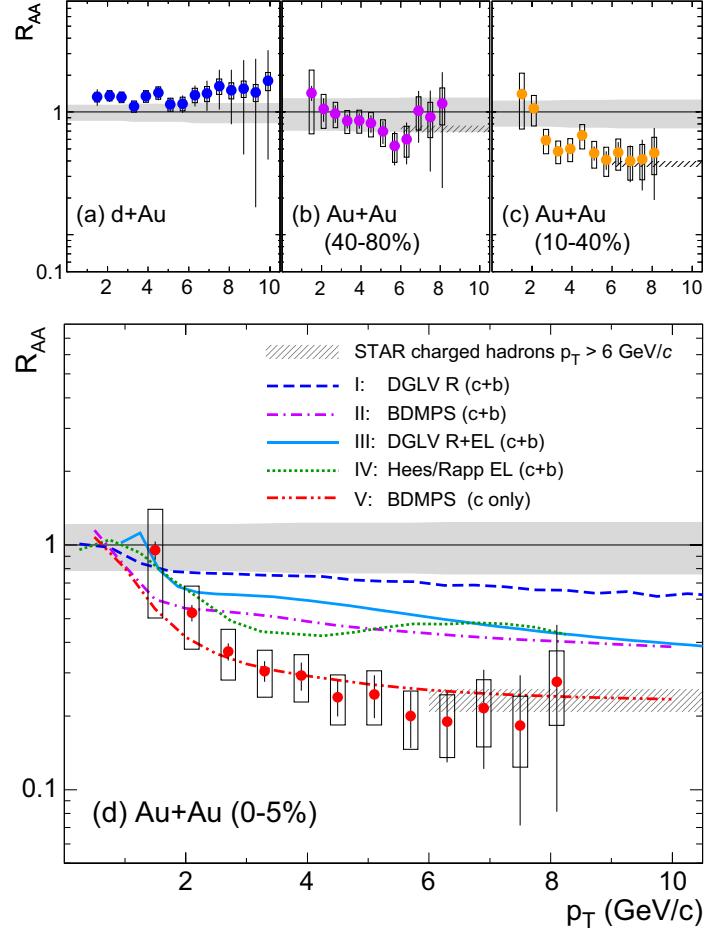 R_AA
1
0.1
(a) d+Au
(b) Au+Au
(40-80%)
(c) Au+Au
(10-40%)
2 4 6 8 10
2 4 6 8
2 4 6 8 10
R_AA
STAR charged hadrons p_T > 6 GeV/c
I: DGLV R (c+b)
II: BDMPS (c+b)
III: DGLV R+EL (c+b)
IV: Hees/Rapp EL (c+b)
V: BDMPS (c only)
1
0.1
(d) Au+Au (0-5%)
2 4 6 8 10
p_T (GeV/c)